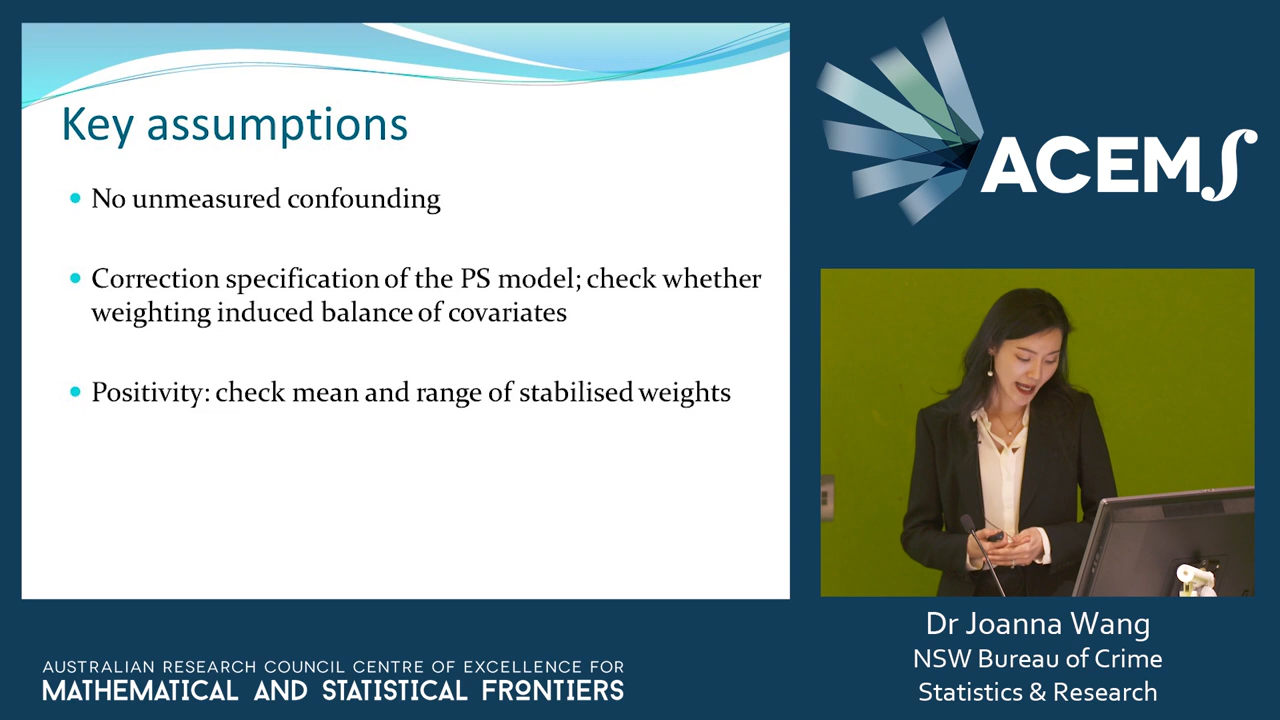 Key assumptions
No unmeasured confounding
Correction specification of the PS model; check whether
weighting induced balance of covariates
Positivity: check mean and range of stabilised weights
ACEMS
Dr Joanna Wang
NSW Bureau of Crime
Statistics & Research
AUSTRALIAN RESEARCH COUNCIL CENTRE OF EXCELLENCE FOR
MATHEMATICAL AND STATISTICAL FRONTIERS